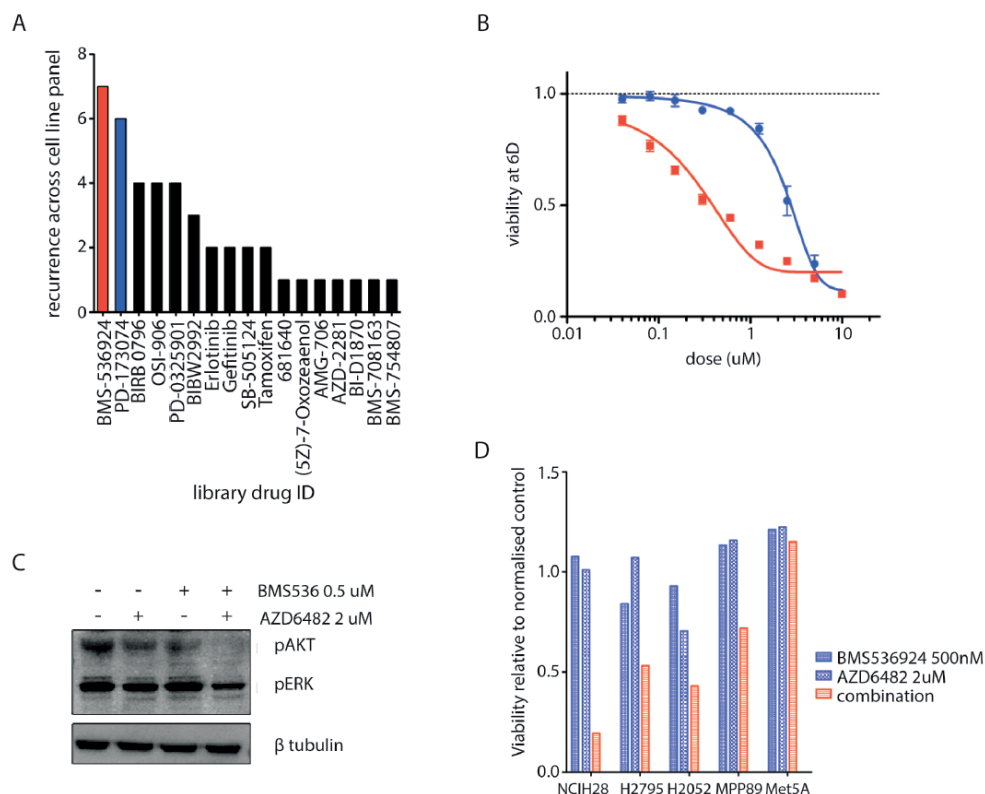 A
recurrence across cell line panel
8
6
4
2
0
BMS-536924
PD-173074
BIRB 0796
OSI-906
PD-0325901
BIBW2992
Erlotinib
Gefitinib
SB-505124
Tamoxifen
681640
(5Z)-7-Oxozeaenol
AMG-706
AZD-2281
BI-D1870
BMS-708163
BMS-754807
library drug ID
B
viability at 6D
1.0
0.5
0.0
0.01 0.1 1 10
dose (uM)
C
- - + + BMS536 0.5 uM
- + - + AZD6482 2 uM
pAKT
pERK
β tubulin
D
Viability relative to normalised control
1.5
1.0
0.5
0.0
NCIH28 H2795 H2052 MPP89 Met5A
BMS536924 500nM
AZD6482 2uM
combination